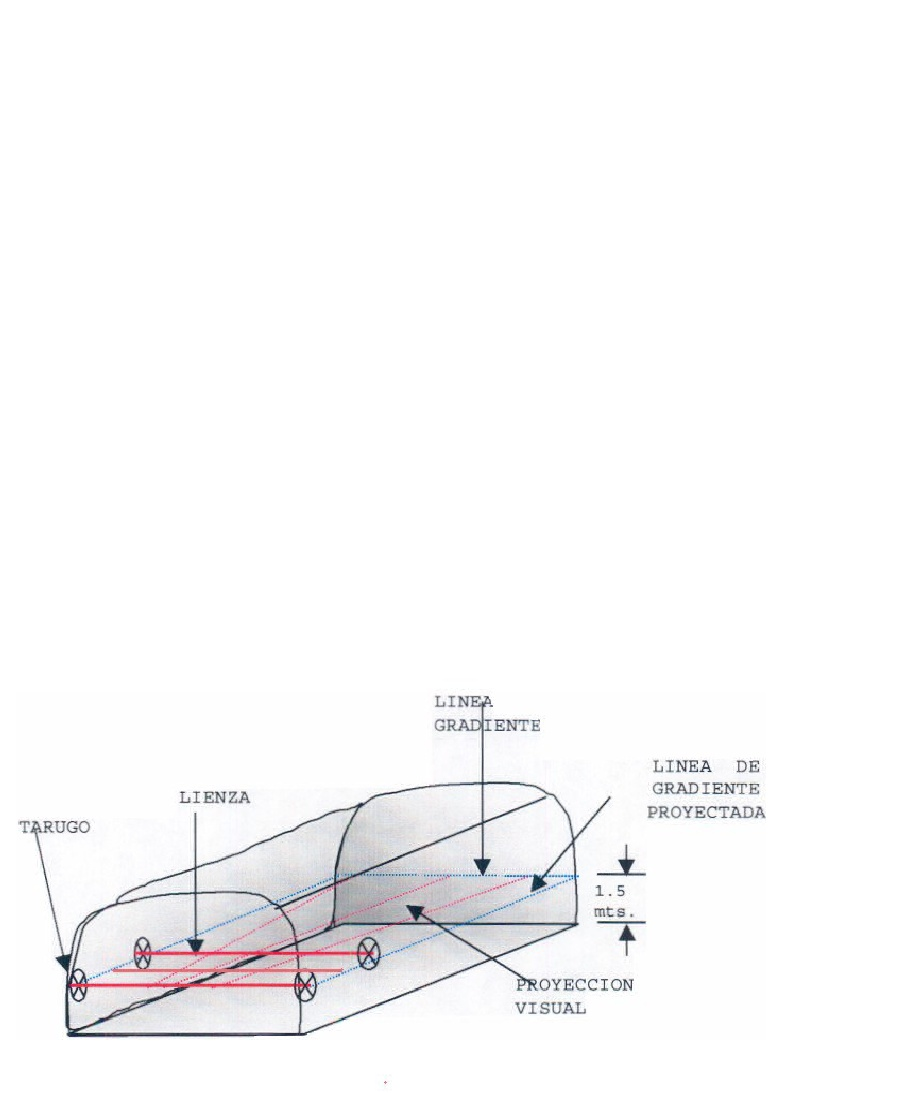 LINEA
GRADIENTE
LINEA DE
GRADIENTE
PROYECTADA
LIENZA
TARUGO
1.5
mts.
PROYECCION
VISUAL